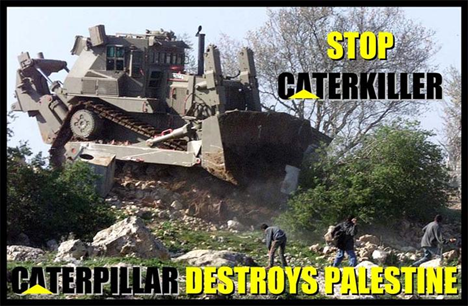 STOP
CATERKILLER
CATERPILLAR DESTROYS PALESTINE